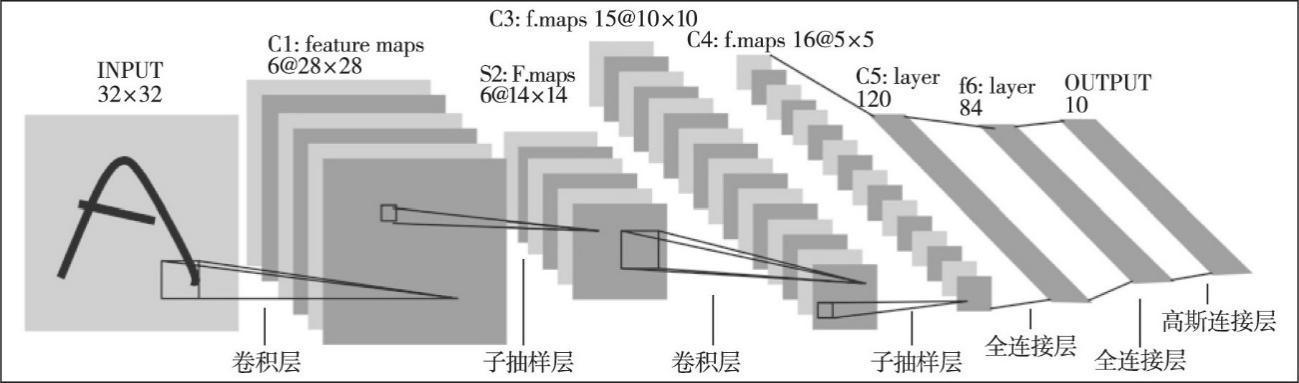 INPUT
32×32
C1: feature maps
6@28×28
S2: F.maps
6@14×14
C3: f.maps 15@10×10
C4: f.maps 16@5×5
C5: layer
120
f6: layer
84
OUTPUT
10
卷积层
子抽样层
卷积层
子抽样层
全连接层
全连接层
高斯连接层